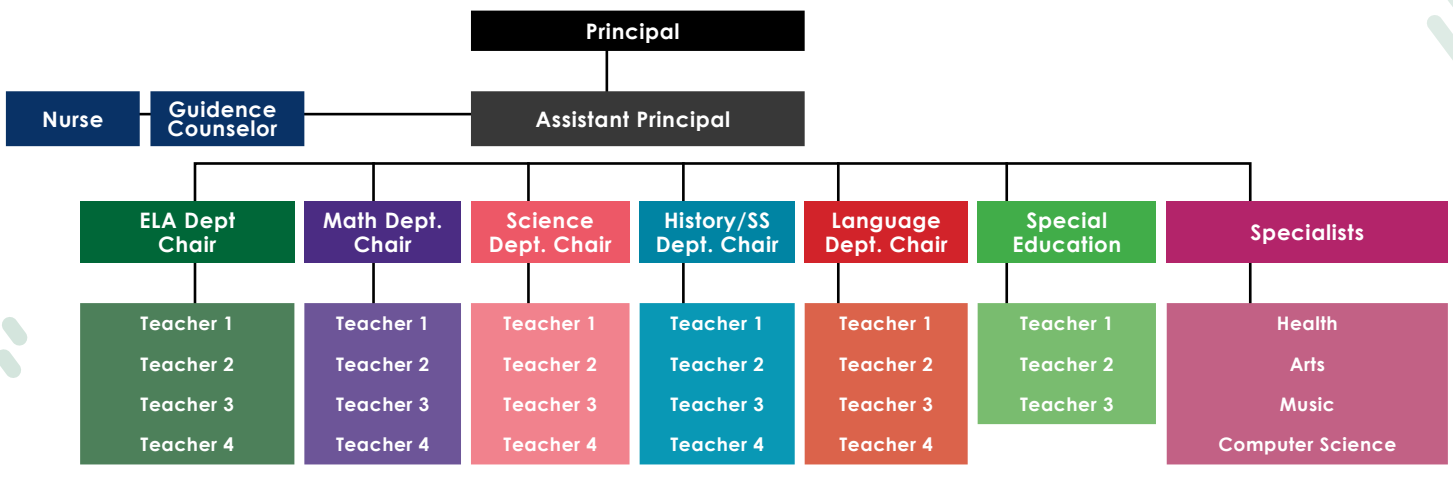 Principal
Nurse
Guidence
Counselor
Assistant Principal
ELA Dept
Chair
Math Dept.
Chair
Science
Dept. Chair
History/SS
Dept. Chair
Language
Dept. Chair
Special
Education
Specialists
Teacher 1
Teacher 2
Teacher 3
Teacher 4
Teacher 1
Teacher 2
Teacher 3
Teacher 4
Teacher 1
Teacher 2
Teacher 3
Teacher 4
Teacher 1
Teacher 2
Teacher 3
Teacher 4
Teacher 1
Teacher 2
Teacher 3
Teacher 4
Teacher 1
Teacher 2
Teacher 3
Health
Arts
Music
Computer Science